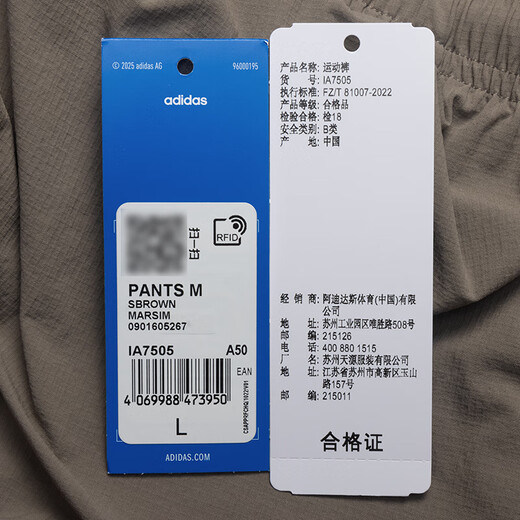 © 2025 adidas AG
96000195
adidas
RFID
PANTS M
SBROWN
MARSIM
0901605267
IA7505 A50
EAN
4 069988 473950
L
ADIDAS.COM
产品名称: 运动裤
货 号: IA7505
执行标准: FZ/T 81007-2022
产品等级: 合格品
检验合格: 检18
安全类别: B类
产 地: 中国
经 销 商: 阿迪达斯体育(中国)有限
公司
地 址: 苏州工业园区唯胜路508号
邮 编: 215126
电 话: 400 880 1515
厂 名: 苏州天源服装有限公司
地 址: 江苏省苏州市高新区玉山
路157号
邮 编: 215011
合格证